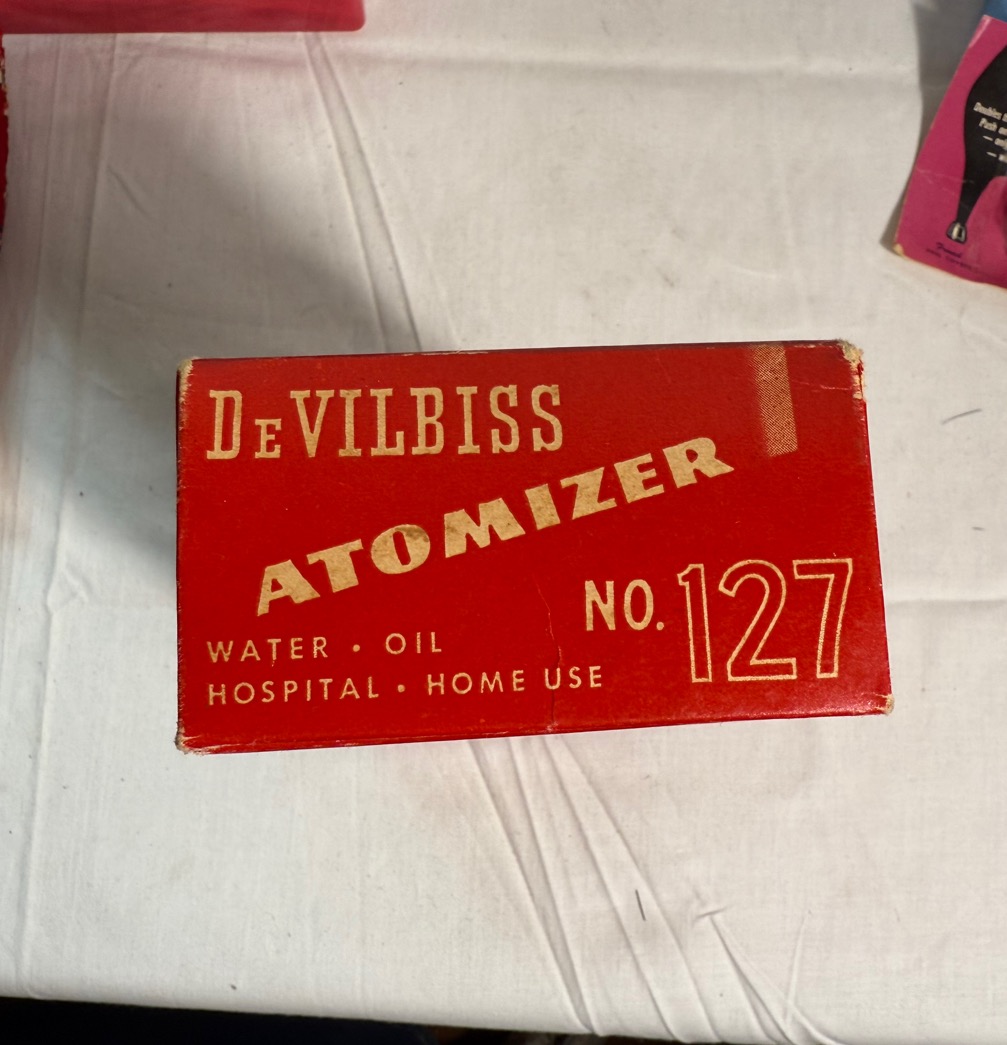 DeVILBISS
ATOMIZER
NO. 127
WATER • OIL
HOSPITAL • HOME USE